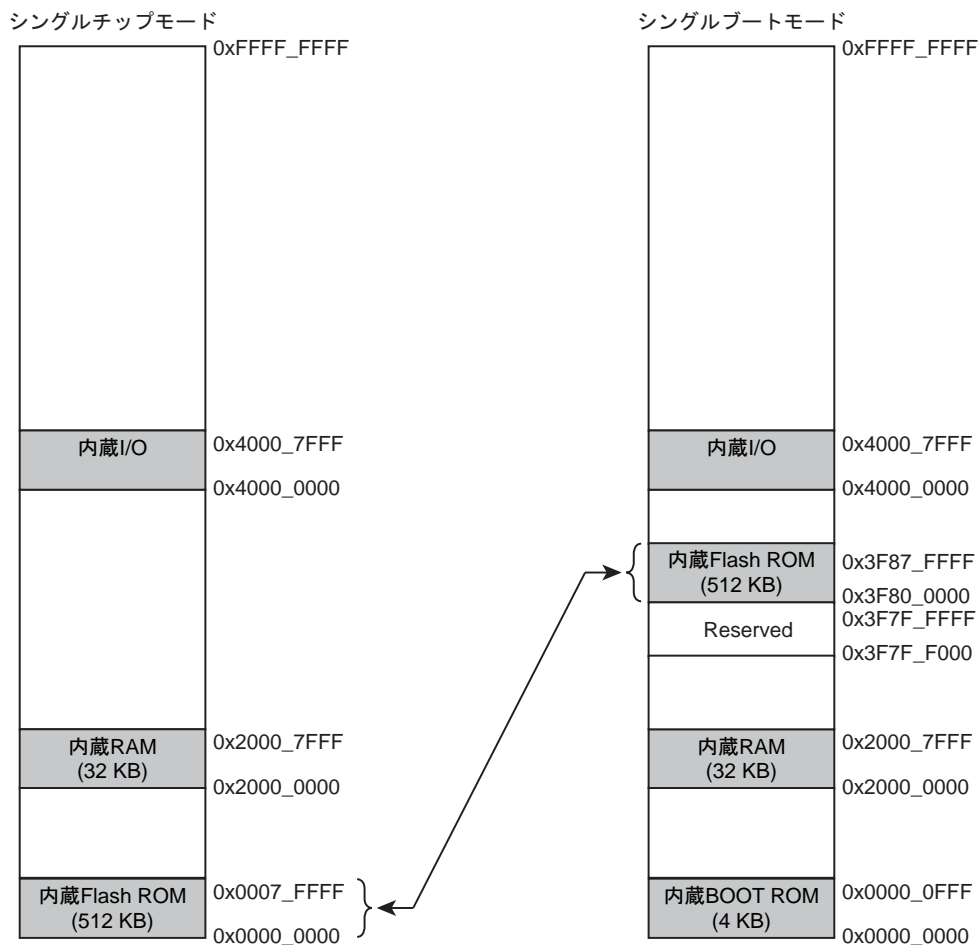 シングルチップモード
0xFFFF_FFFF
内蔵I/O
0x4000_7FFF
0x4000_0000
内蔵RAM
(32 KB)
0x2000_7FFF
0x2000_0000
内蔵Flash ROM
(512 KB)
0x0007_FFFF
0x0000_0000
シングルブートモード
0xFFFF_FFFF
内蔵I/O
0x4000_7FFF
0x4000_0000
内蔵Flash ROM
(512 KB)
0x3F87_FFFF
0x3F80_0000
Reserved
0x3F7F_FFFF
0x3F7F_F000
内蔵RAM
(32 KB)
0x2000_7FFF
0x2000_0000
内蔵BOOT ROM
(4 KB)
0x0000_0FFF
0x0000_0000